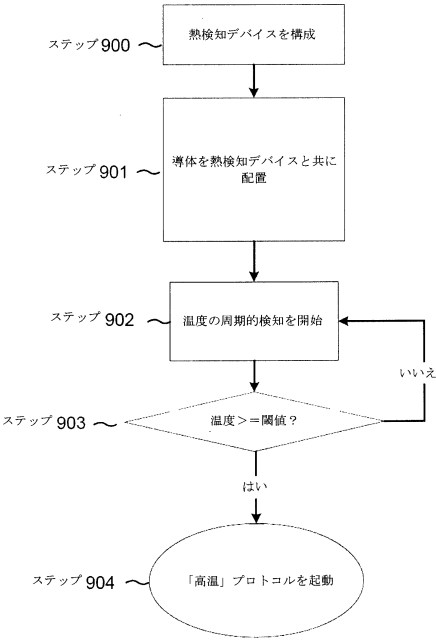 ステップ 900
熱検知デバイスを構成
ステップ 901
導体を熱検知デバイスと共に
配置
ステップ 902
温度の周期的検知を開始
いいえ
ステップ 903
温度>=閾値?
はい
ステップ 904
「高温」プロトコルを起動